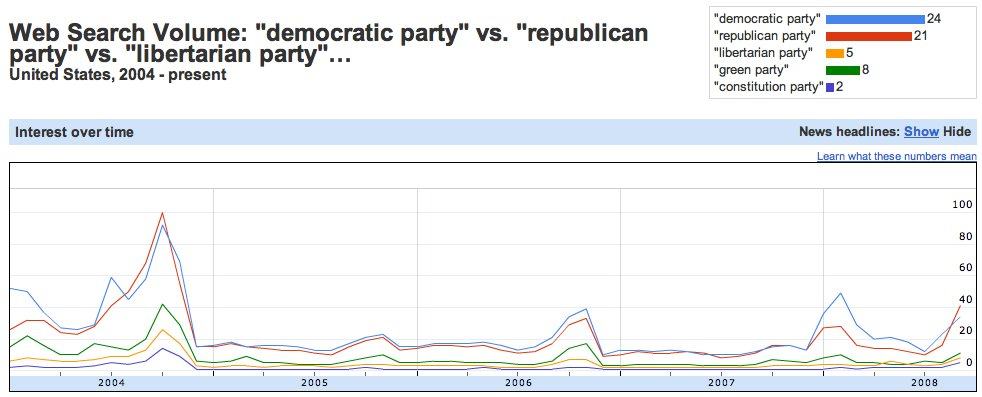 Web Search Volume: "democratic party" vs. "republican
party" vs. "libertarian party"...
United States, 2004 - present
"democratic party" 24
"republican party" 21
"libertarian party" 5
"green party" 8
"constitution party" 2
Interest over time
News headlines: Show Hide
Learn what these numbers mean
100
80
60
40
20
0
2004 2005 2006 2007 2008